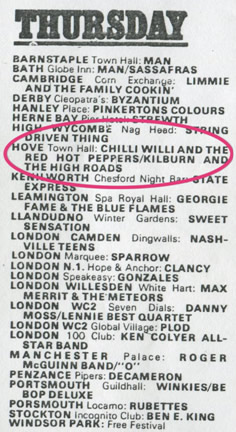 THURSDAY
BARNSTAPLE Town Hall: MAN
BATH Globe Inn: MAN/SASSAFRAS
CAMBRIDGE Corn Exchange: LIMMIE
AND THE FAMILY COOKIN'
DERBY Cleopatra's: BYZANTIUM
HANLEY Place: PINKERTONS COLOURS
HERNE BAY Pier Hotel: STREWTH
HIGH WYCOMBE Nag Head: STRING
DRIVEN THING
HOVE Town Hall: CHILLI WILLI AND THE
RED HOT PEPPERS/KILBURN AND
THE HIGH ROADS
KENILWORTH Chesford Night Bar: STATE
EXPRESS
LEAMINGTON Spa Royal Hall: GEORGIE
FAME & THE BLUE FLAMES
LLANDUDNO Winter Gardens: SWEET
SENSATION
LONDON CAMDEN Dingwalls: NASH-
VILLE TEENS
LONDON Marquee: SPARROW
LONDON N.1. Hope & Anchor: CLANCY
LONDON Speakeasy: GONZALES
LONDON WILLESDEN White Hart: MAX
MERRIT & THE METEORS
LONDON WC2 Seven Dials: DANNY
MOSS/LENNIE BEST QUARTET
LONDON WC2 Global Village: PLOD
LONDON 100 Club: KEN COLYER ALL-
STAR BAND
MANCHESTER Palace: ROGER
McGUINN BAND/"O"
PENZANCE Pipers: DECAMERON
PORTSMOUTH Guildhall: WINKIES/BE
BOP DELUXE
PORTSMOUTH Locarno: RUBETTES
STOCKTON Incognito Club: BEN E. KING
WINDSOR PARK: Free Festival